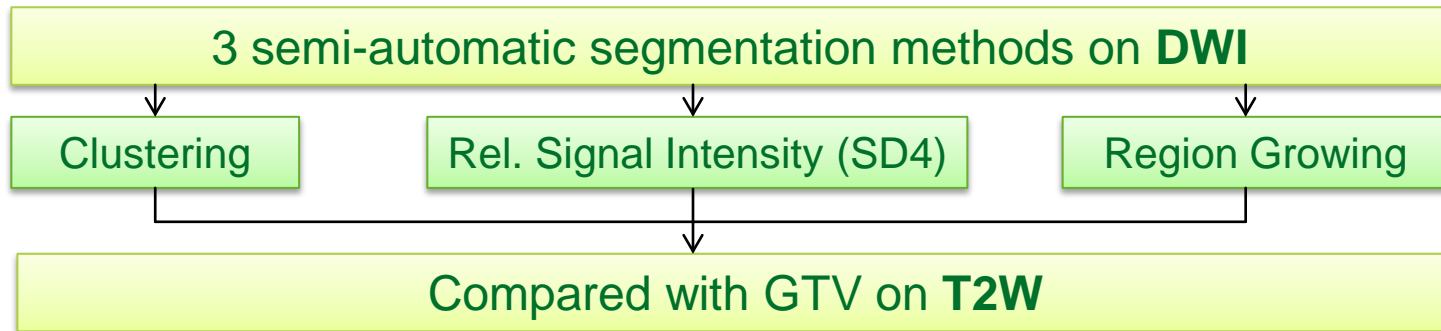 3 semi-automatic segmentation methods on DWI
Clustering
Rel. Signal Intensity (SD4)
Region Growing
Compared with GTV on T2W